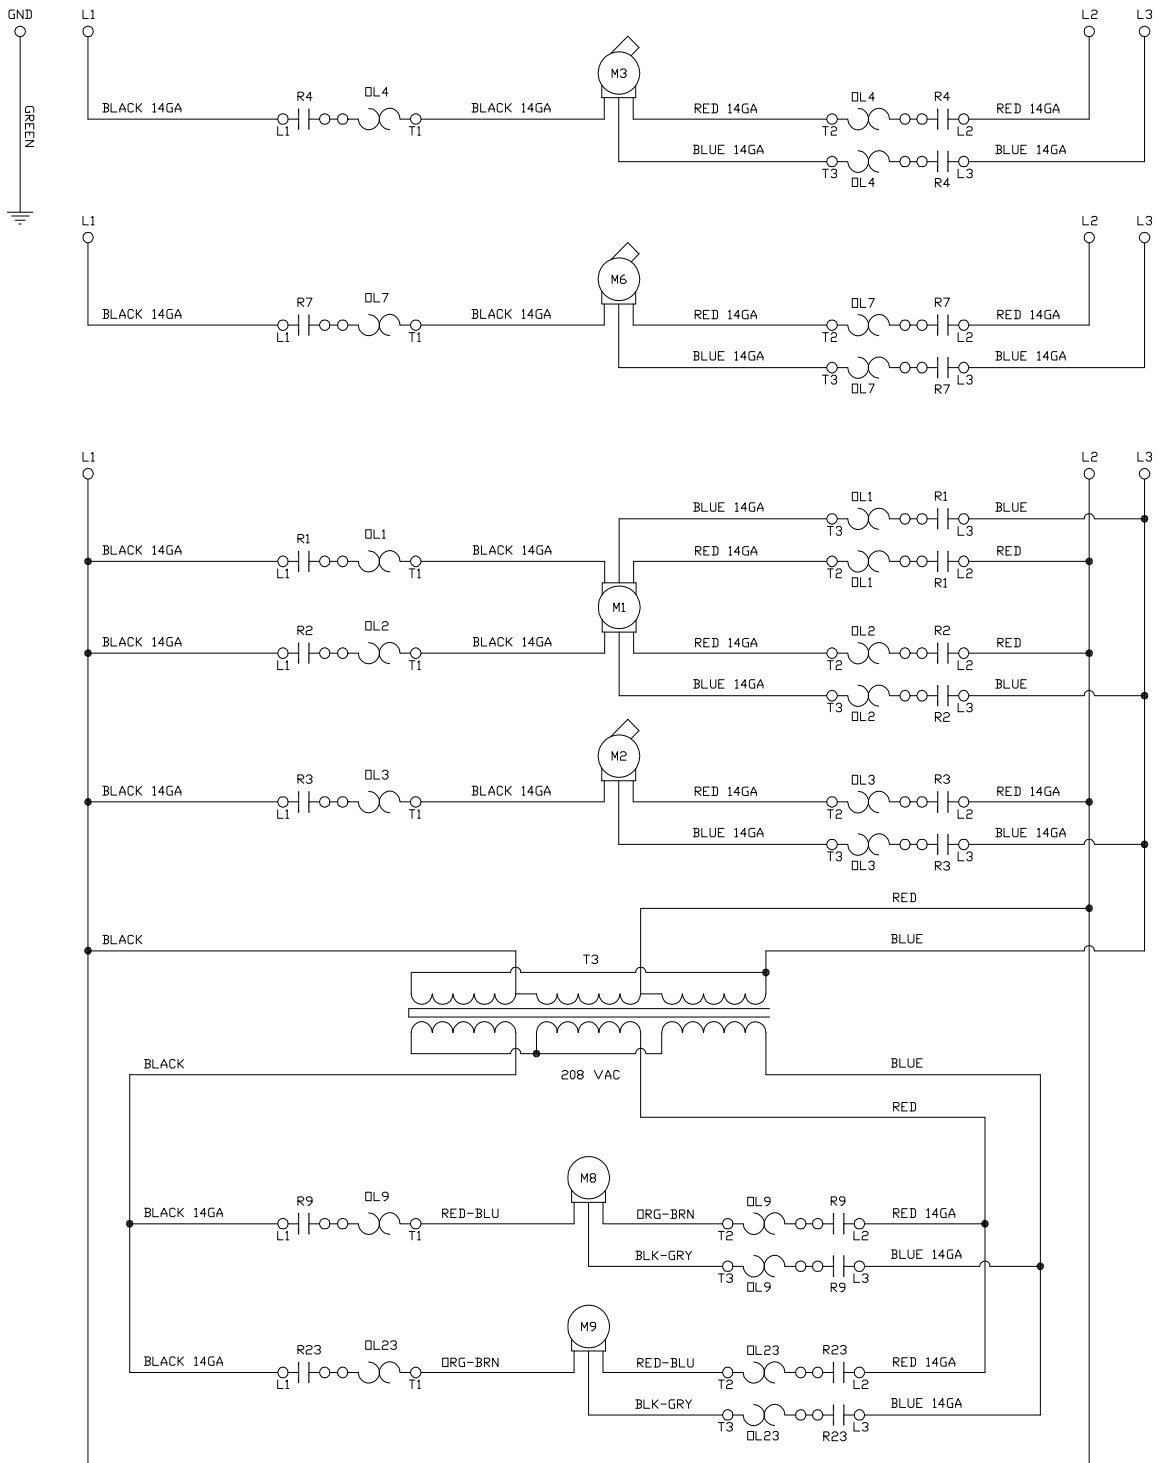 GND L1 L2 L3
GREEN
M3
BLACK 14GA R4 OL4 BLACK 14GA RED 14GA OL4 R4 RED 14GA
L1 T1 T2 L2
BLUE 14GA BLUE 14GA
T3 OL4 R4 L3
L1 L2 L3
M6
BLACK 14GA R7 OL7 BLACK 14GA RED 14GA OL7 R7 RED 14GA
L1 T1 T2 L2
BLUE 14GA BLUE 14GA
T3 OL7 R7 L3
L1 L2 L3
BLUE 14GA OL1 R1 BLUE
T3 L3
BLACK 14GA R1 OL1 BLACK 14GA RED 14GA RED
L1 T1 T2 OL1 R1 L2
M1
BLACK 14GA R2 OL2 BLACK 14GA RED 14GA OL2 R2 RED
L1 T1 T2 L2
BLUE 14GA BLUE
T3 OL2 R2 L3
M2
BLACK 14GA R3 OL3 BLACK 14GA RED 14GA OL3 R3 RED 14GA
L1 T1 T2 L2
BLUE 14GA BLUE 14GA
T3 OL3 R3 L3
RED
BLACK BLUE
T3
BLACK 208 VAC BLUE
RED
M8
BLACK 14GA R9 OL9 RED-BLU ORG-BRN OL9 R9 RED 14GA
L1 T1 T2 L2
BLK-GRY BLUE 14GA
T3 OL9 R9 L3
M9
BLACK 14GA R23 OL23 ORG-BRN RED-BLU OL23 R23 RED 14GA
L1 T1 T2 L2
BLK-GRY BLUE 14GA
T3 OL23 R23 L3